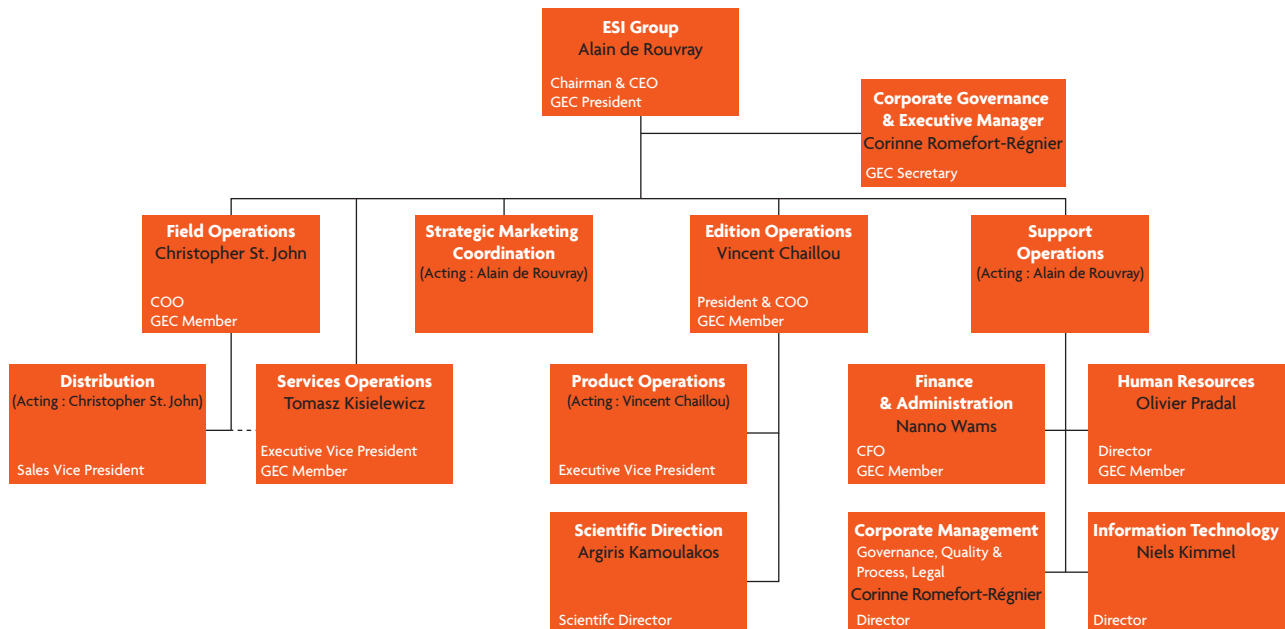 ESI Group
Alain de Rouvray
Chairman & CEO
GEC President
Corporate Governance
& Executive Manager
Corinne Romefort-Régnier
GEC Secretary
Field Operations
Christopher St. John
COO
GEC Member
Strategic Marketing
Coordination
(Acting : Alain de Rouvray)
Edition Operations
Vincent Chaillou
President & COO
GEC Member
Support
Operations
(Acting : Alain de Rouvray)
Distribution
(Acting : Christopher St. John)
Sales Vice President
Services Operations
Tomasz Kisielewicz
Executive Vice President
GEC Member
Product Operations
(Acting : Vincent Chaillou)
Executive Vice President
Finance
& Administration
Nanno Wams
CFO
GEC Member
Human Resources
Olivier Pradal
Director
GEC Member
Scientific Direction
Argiris Kamoulakos
Scientifc Director
Corporate Management
Governance, Quality &
Process, Legal
Corinne Romefort-Régnier
Director
Information Technology
Niels Kimmel
Director